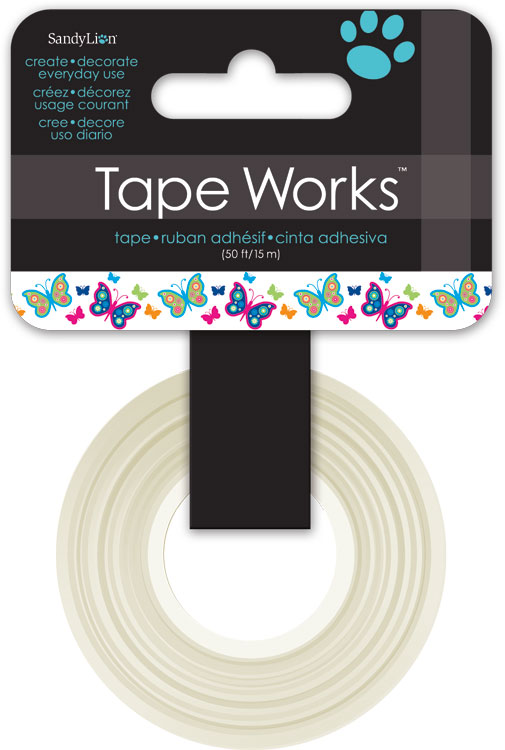 SandyLion™
create•decorate
everyday use
créez•décorez
usage courant
cree•decore
uso diario
Tape Works™
tape•ruban adhésif•cinta adhesiva
(50 ft/15 m)